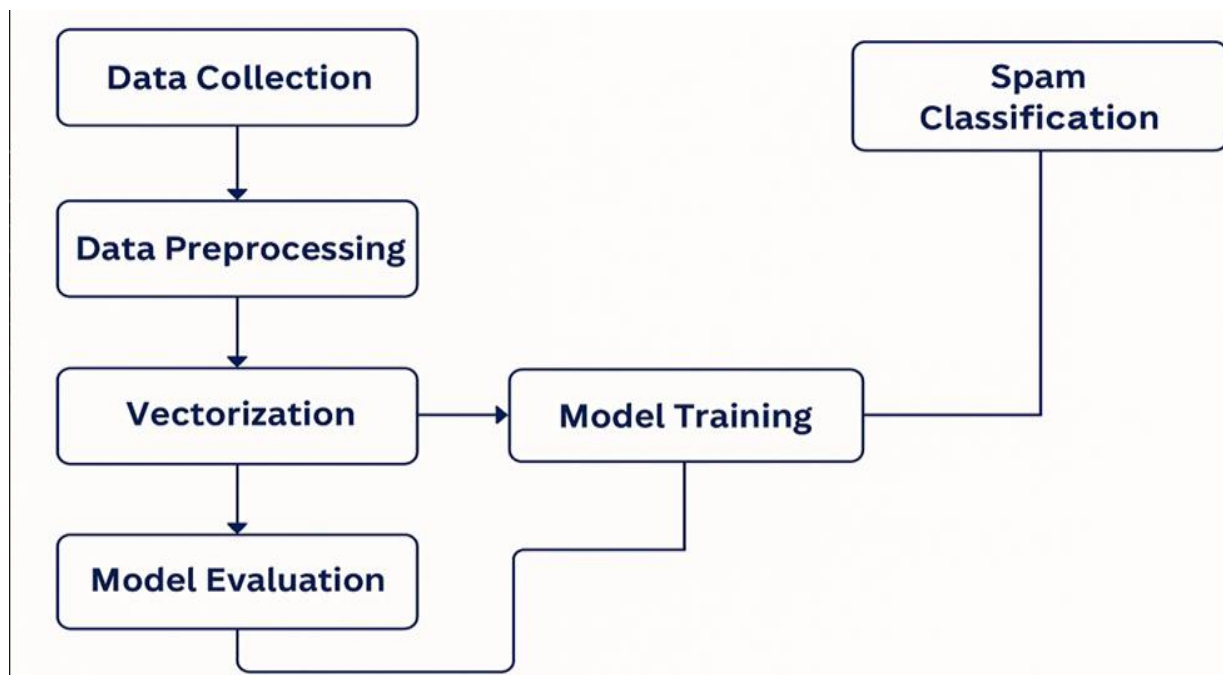 Data Collection
Data Preprocessing
Vectorization
Model Evaluation
Model Training
Spam
Classification